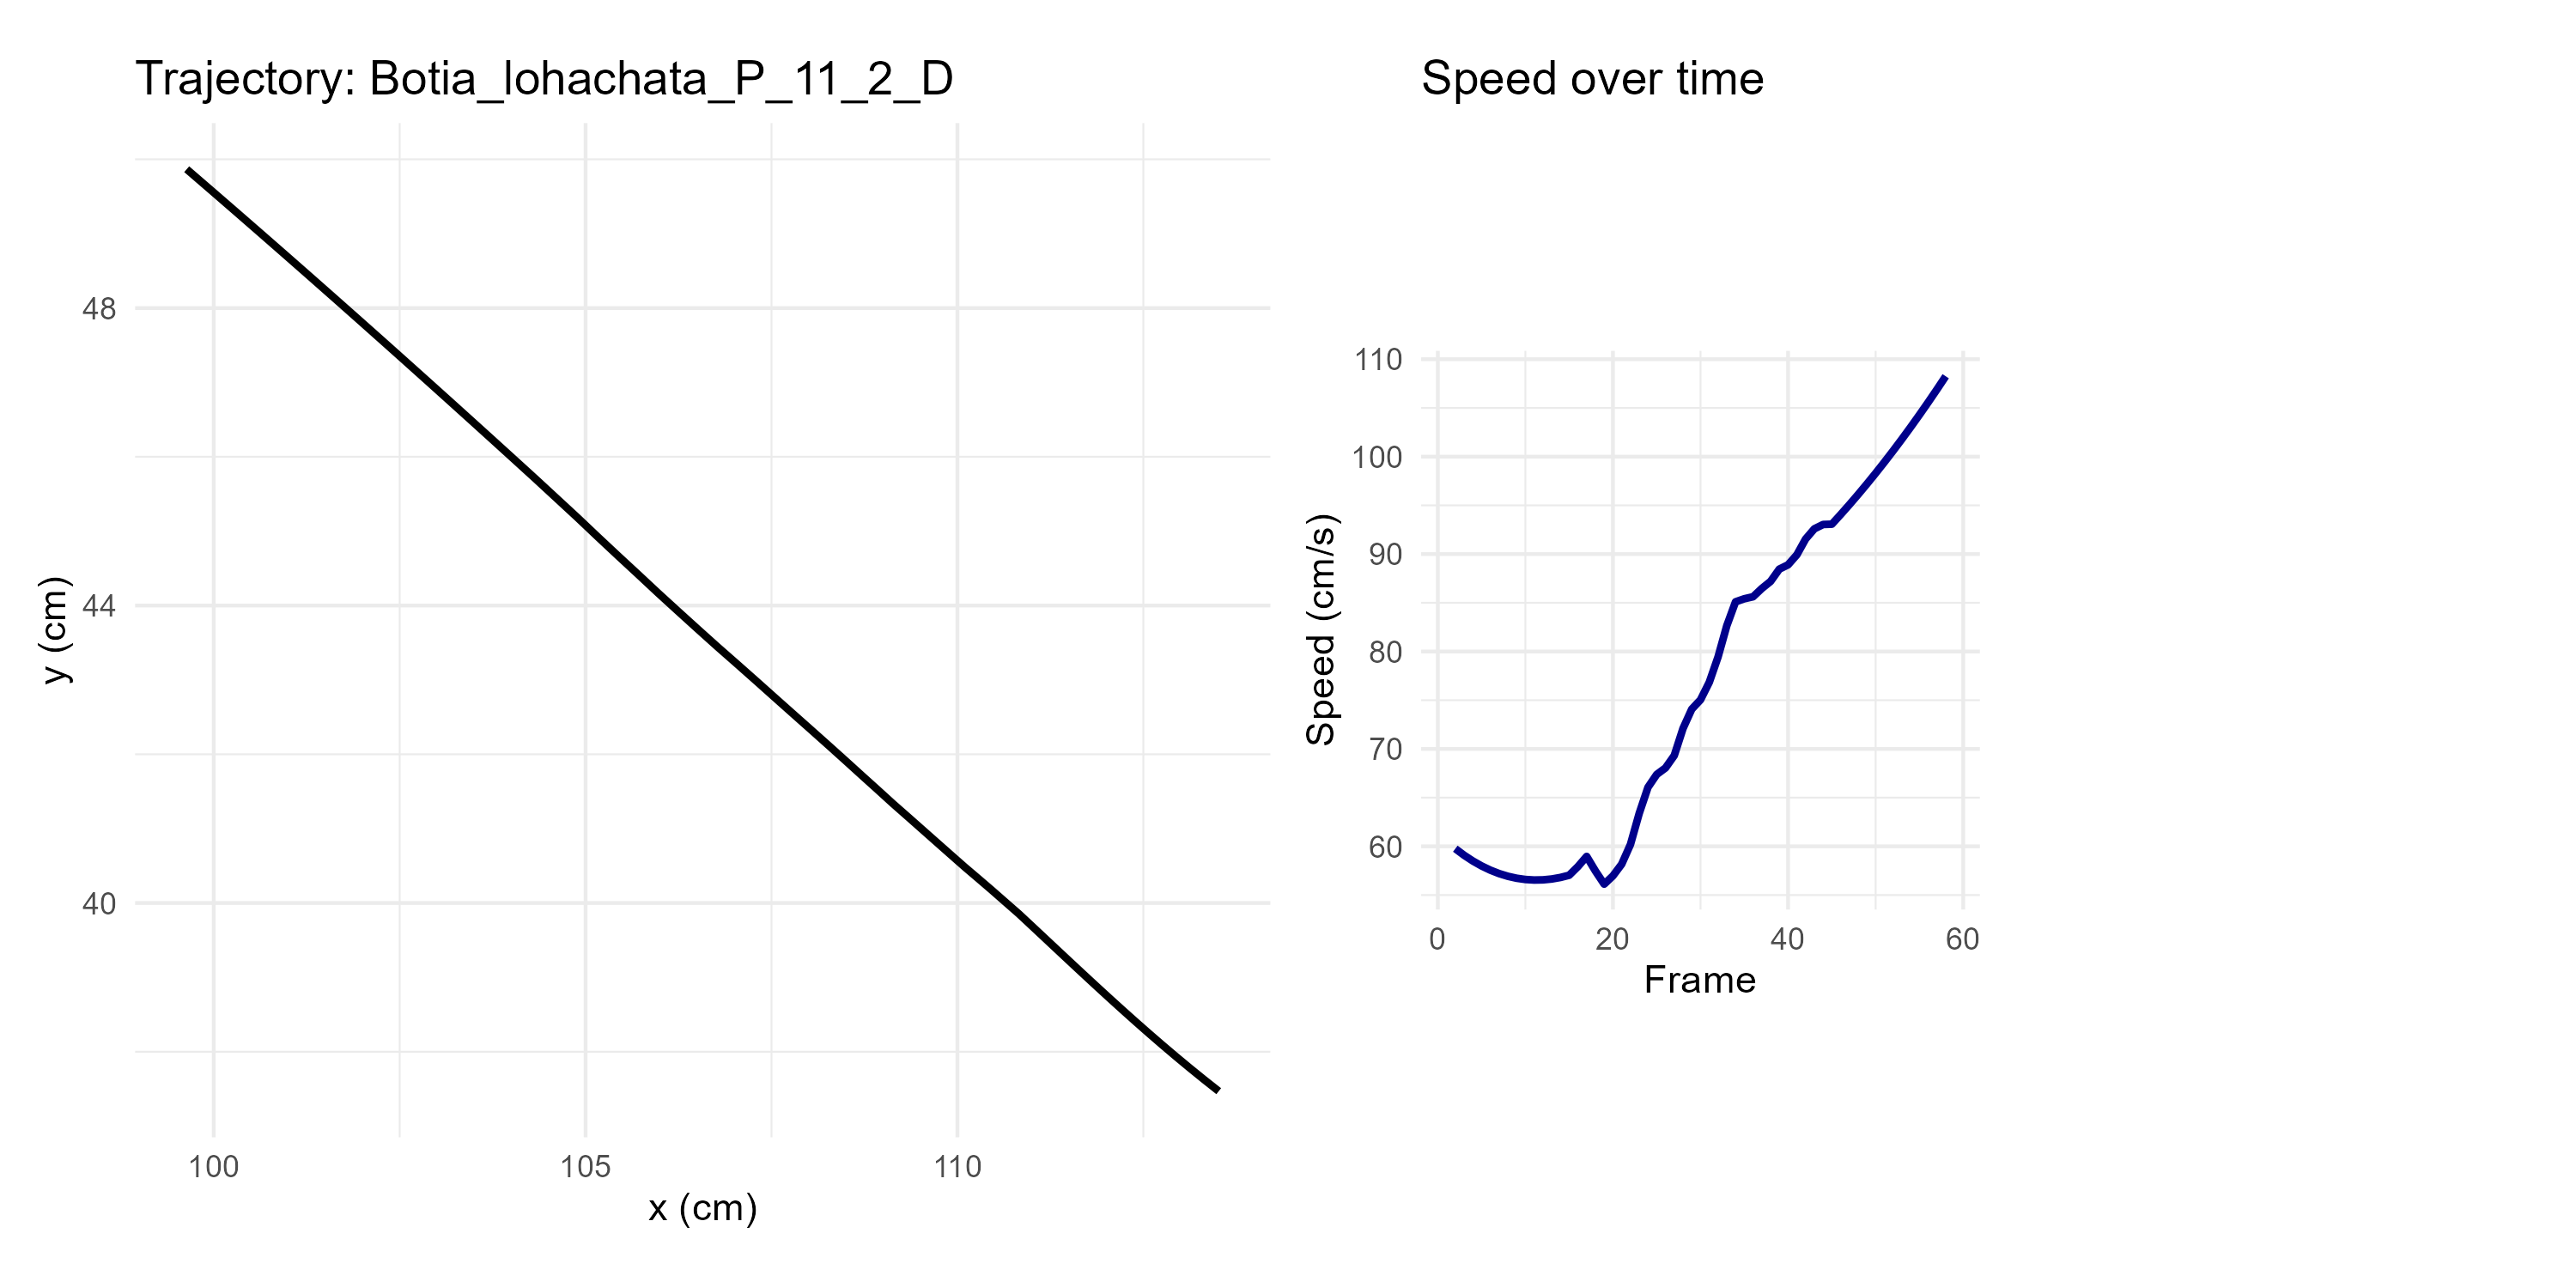 Trajectory: Botia_lohachata_P_11_2_D
48
44
40
y (cm)
100 105 110
x (cm)
Speed over time
110
100
90
80
70
60
Speed (cm/s)
0 20 40 60
Frame